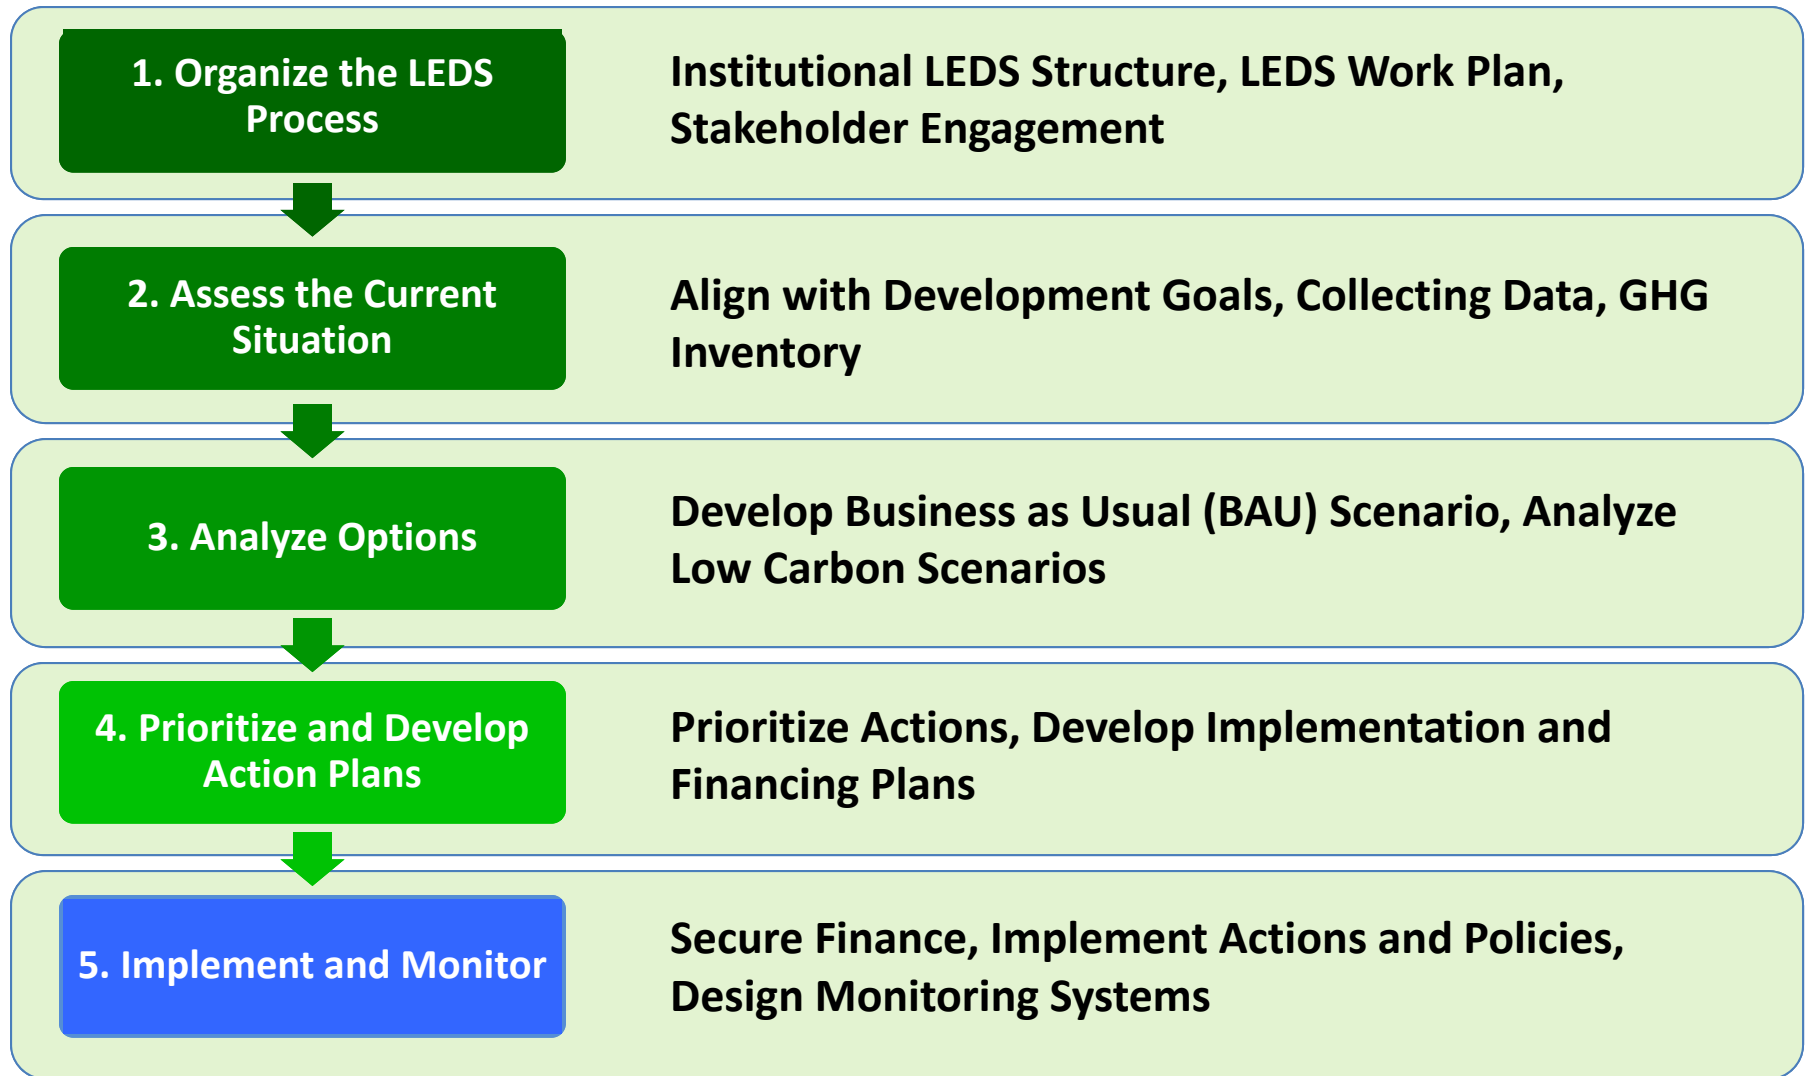 1. Organize the LEDS
Process
Institutional LEDS Structure, LEDS Work Plan,
Stakeholder Engagement
2. Assess the Current
Situation
Align with Development Goals, Collecting Data, GHG
Inventory
3. Analyze Options
Develop Business as Usual (BAU) Scenario, Analyze
Low Carbon Scenarios
4. Prioritize and Develop
Action Plans
Prioritize Actions, Develop Implementation and
Financing Plans
5. Implement and Monitor
Secure Finance, Implement Actions and Policies,
Design Monitoring Systems